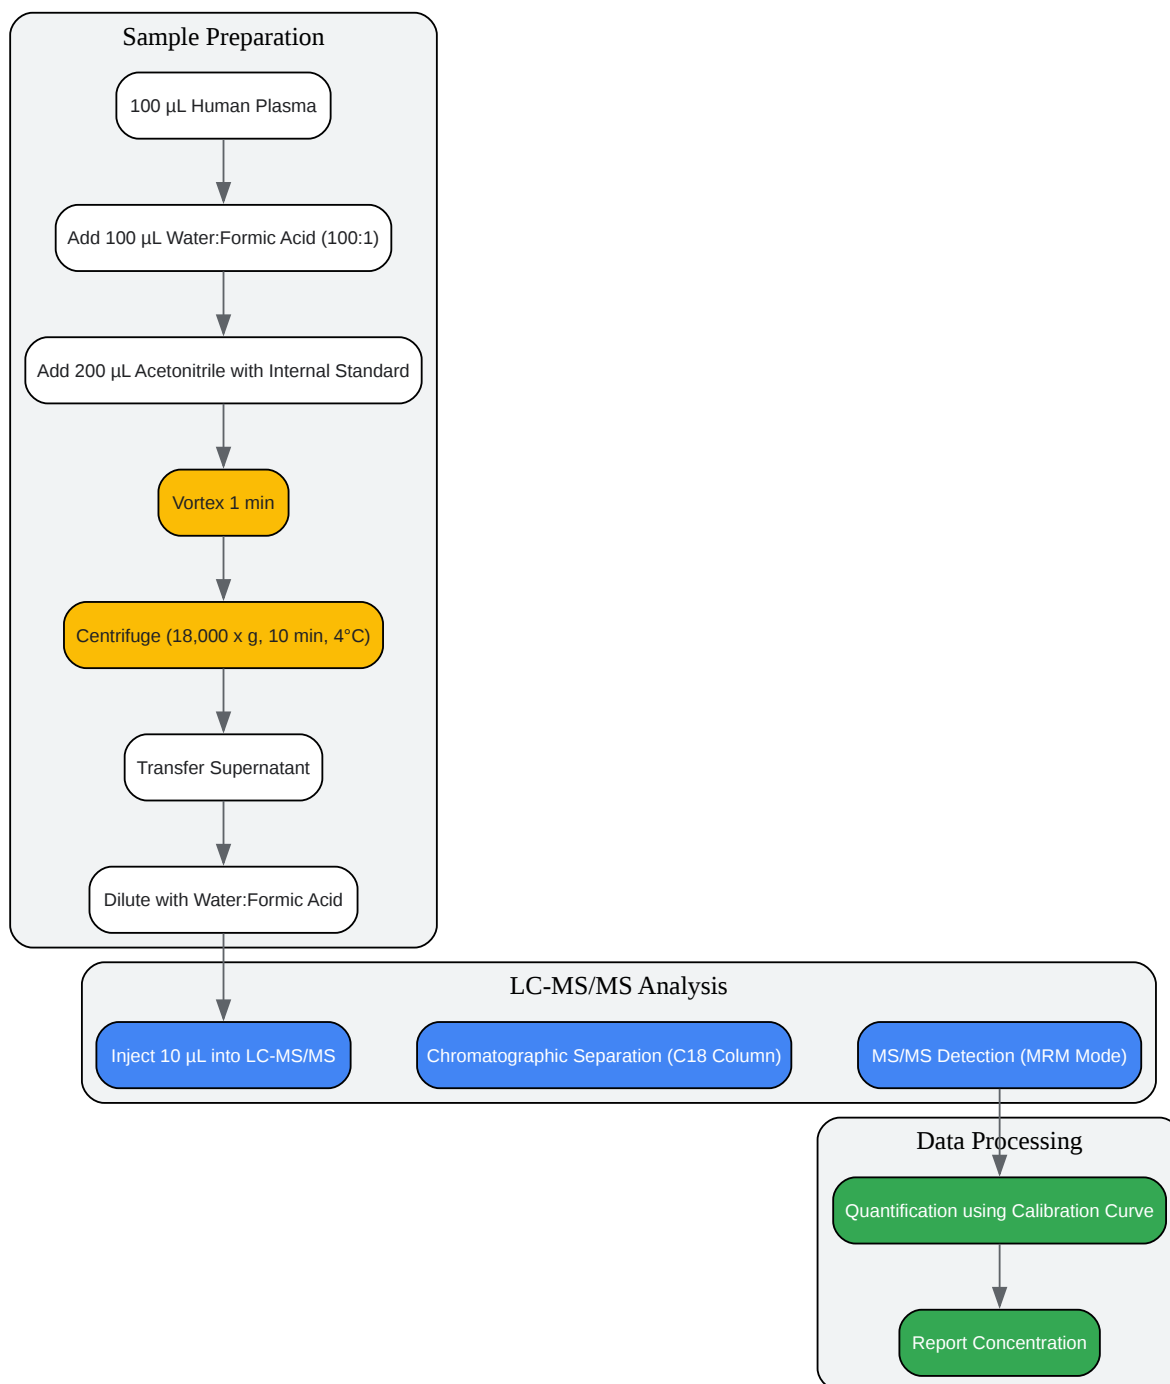 Sample Preparation
100 µL Human Plasma
Add 100 µL Water:Formic Acid (100:1)
Add 200 µL Acetonitrile with Internal Standard
Vortex 1 min
Centrifuge (18,000 x g, 10 min, 4°C)
Transfer Supernatant
Dilute with Water:Formic Acid
LC-MS/MS Analysis
Inject 10 µL into LC-MS/MS
Chromatographic Separation (C18 Column)
MS/MS Detection (MRM Mode)
Data Processing
Quantification using Calibration Curve
Report Concentration